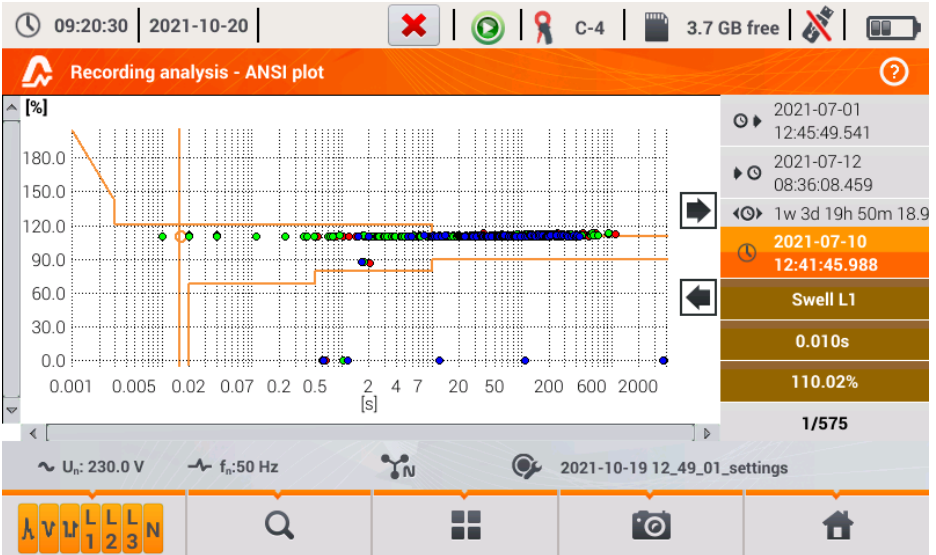 09:20:30 2021-10-20 C-4 3.7 GB free
Recording analysis - ANSI plot ?
[%]
180.0
150.0
120.0
90.0
60.0
30.0
0.0
0.001 0.005 0.02 0.07 0.2 0.5 2 4 7 20 50 200 600 2000
[s]
2021-07-01
12:45:49.541
2021-07-12
08:36:08.459
1w 3d 19h 50m 18.9
2021-07-10
12:41:45.988
Swell L1
0.010s
110.02%
1/575
Uₙ: 230.0 V fₙ:50 Hz N 2021-10-19 12_49_01_settings
L1 L2 L3 N